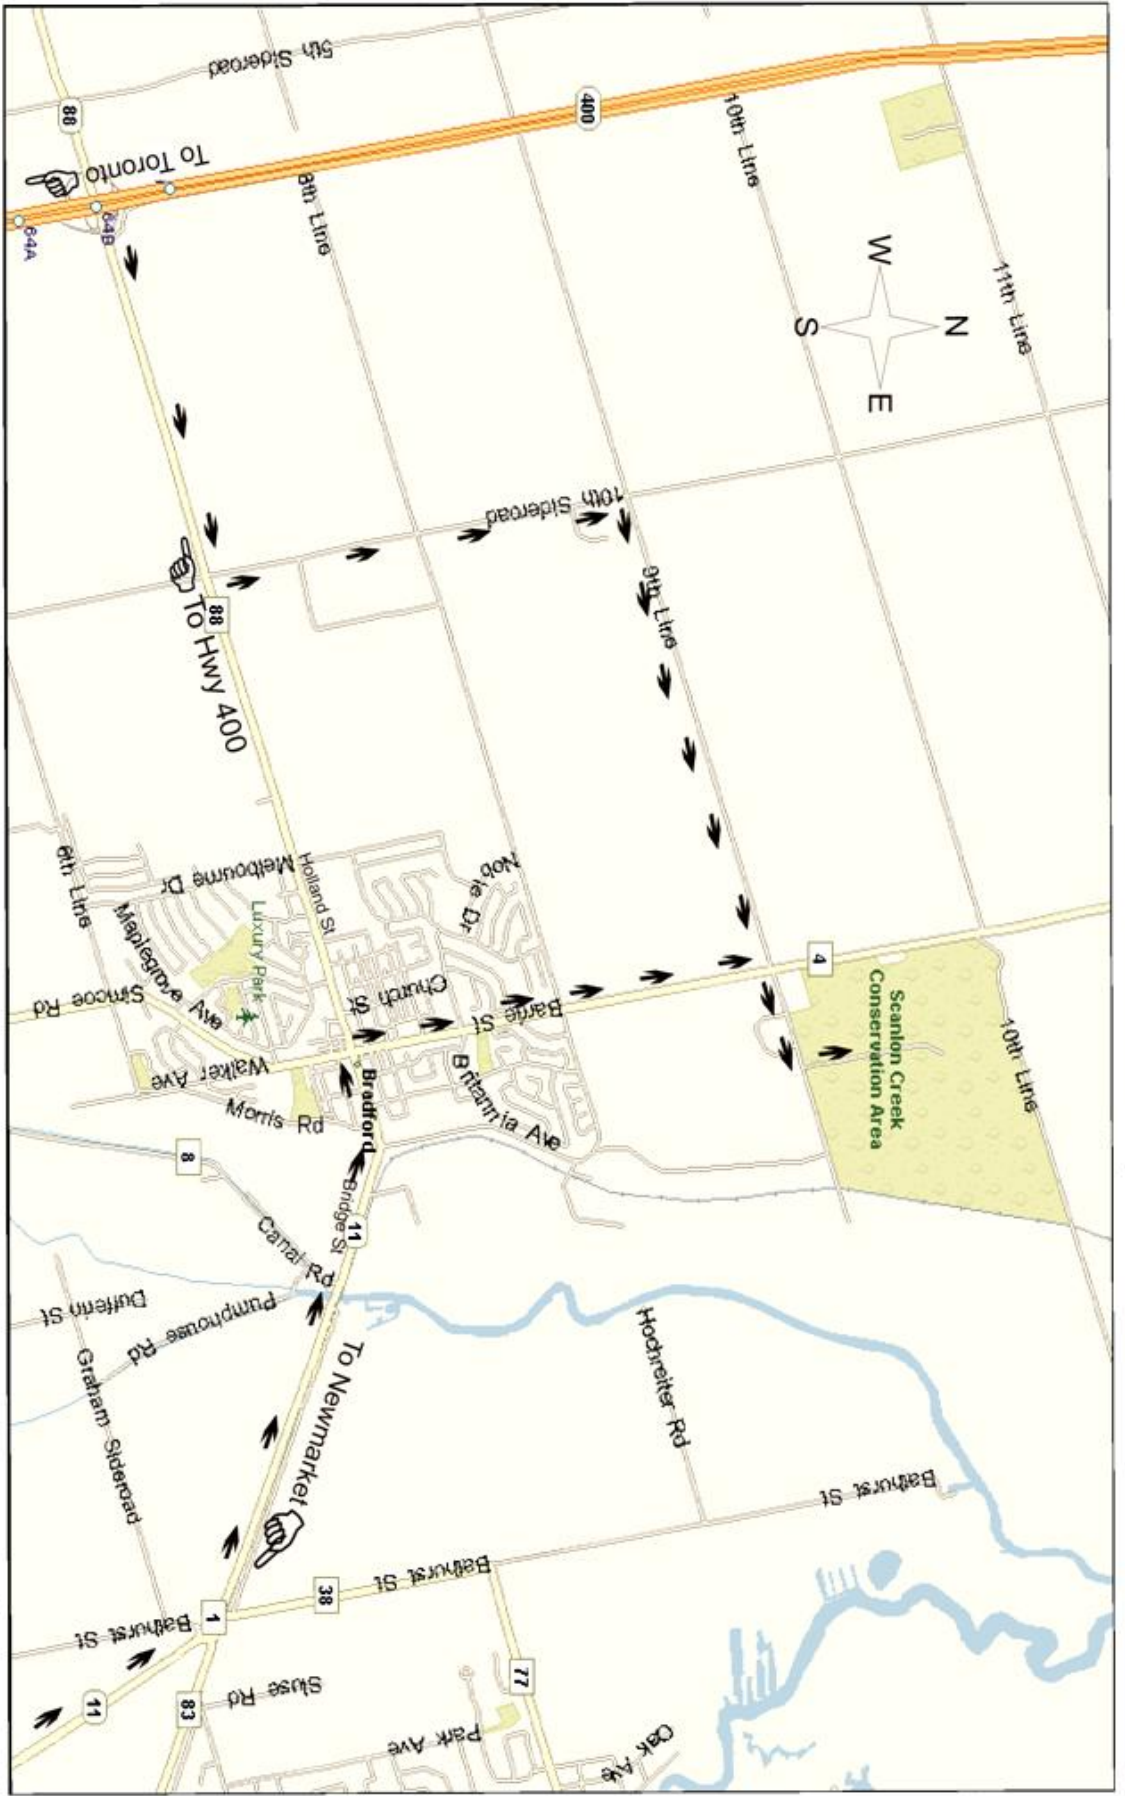 5th Sideroad
88
To Toronto
64B
64A
400
8th Line
10th Line
11th Line
W
N
S
E
10th Sideroad
9th Line
88
To Hwy 400
6th Line
Melbourne Dr
Holland St
Noble Dr
Luxury Park
Maplegrove Ave
Simcoe Rd
Church St
Barrie St
4
Scanlon Creek
Conservation Area
10th Line
Walker Ave
Bradford
Britannia Ave
Morris Rd
8
Bridge St
11
Canal Rd
Dufferin St
Pumphouse Rd
Graham Sideroad
To Newmarket
Hochreiter Rd
Bathurst St
Bathurst St
38
1
Bathurst St
11
83
Sluse Rd
77
Park Ave
Oak Ave